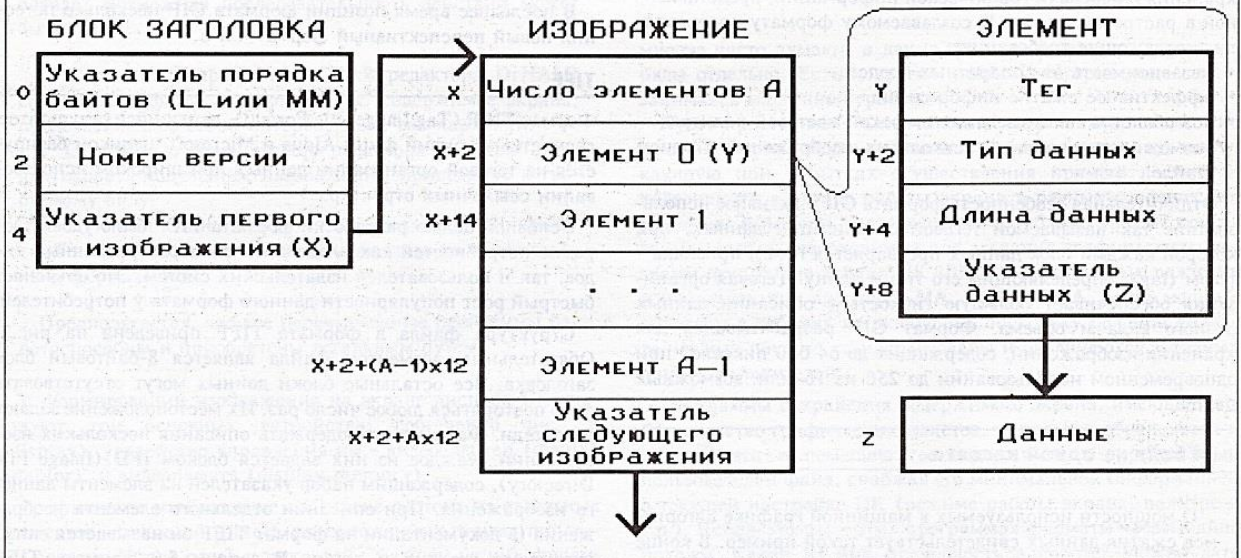 БЛОК ЗАГОЛОВКА
0
Указатель порядка
байтов (LL или MM)
2
Номер версии
4
Указатель первого
изображения (X)
ИЗОБРАЖЕНИЕ
X
Число элементов A
X+2
Элемент 0 (Y)
X+14
Элемент 1
X+2+(A-1)x12
Элемент A-1
X+2+Ax12
Указатель
следующего
изображения
ЭЛЕМЕНТ
Y
Тег
Y+2
Тип данных
Y+4
Длина данных
Y+8
Указатель
данных (Z)
Z
Данные